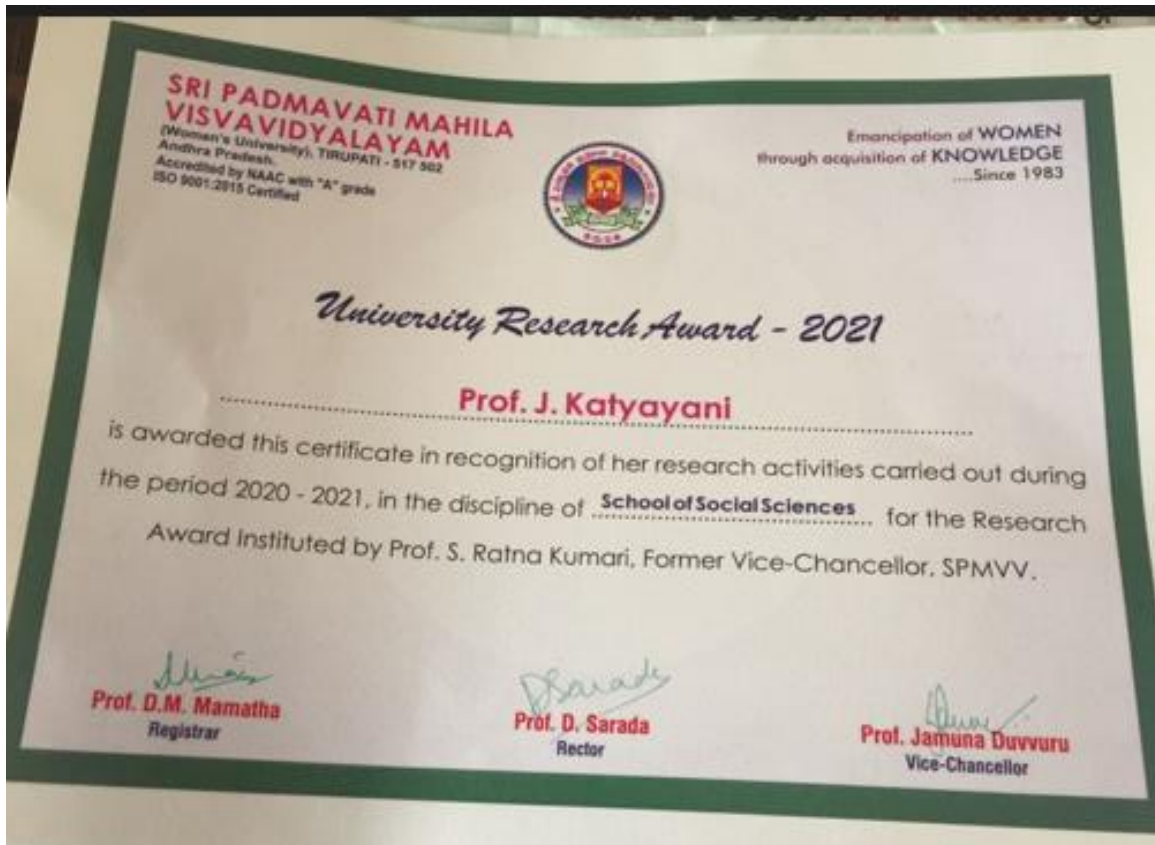 SRI PADMAVATI MAHILA
VISVAVIDYALAYAM
(Women's University), TIRUPATI - 517 502
Andhra Pradesh.
Accredited by NAAC with "A" grade
ISO 9001:2015 Certified
Emancipation of WOMEN
through acquisition of KNOWLEDGE
....Since 1983
University Research Award - 2021
Prof. J. Katyayani
is awarded this certificate in recognition of her research activities carried out during
the period 2020 - 2021, in the discipline of School of Social Sciences for the Research
Award Instituted by Prof. S. Ratna Kumari, Former Vice-Chancellor, SPMVV.
Prof. D.M. Mamatha
Registrar
DSarada
Prof. D. Sarada
Rector
Prof. Jamuna Duvvuru
Vice-Chancellor